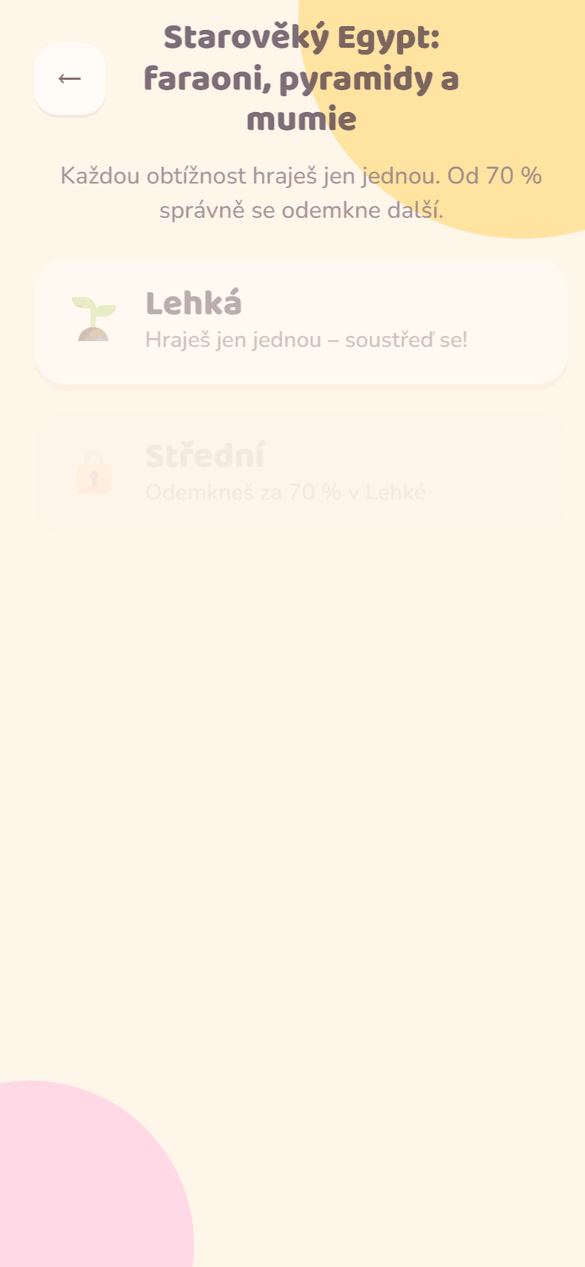 Starověký Egypt:
faraoni, pyramidy a
mumie
←
Každou obtížnost hraješ jen jednou. Od 70 %
správně se odemkne další.
Lehká
Hraješ jen jednou – soustřeď se!
Střední
Odemkneš za 70 % v Lehké